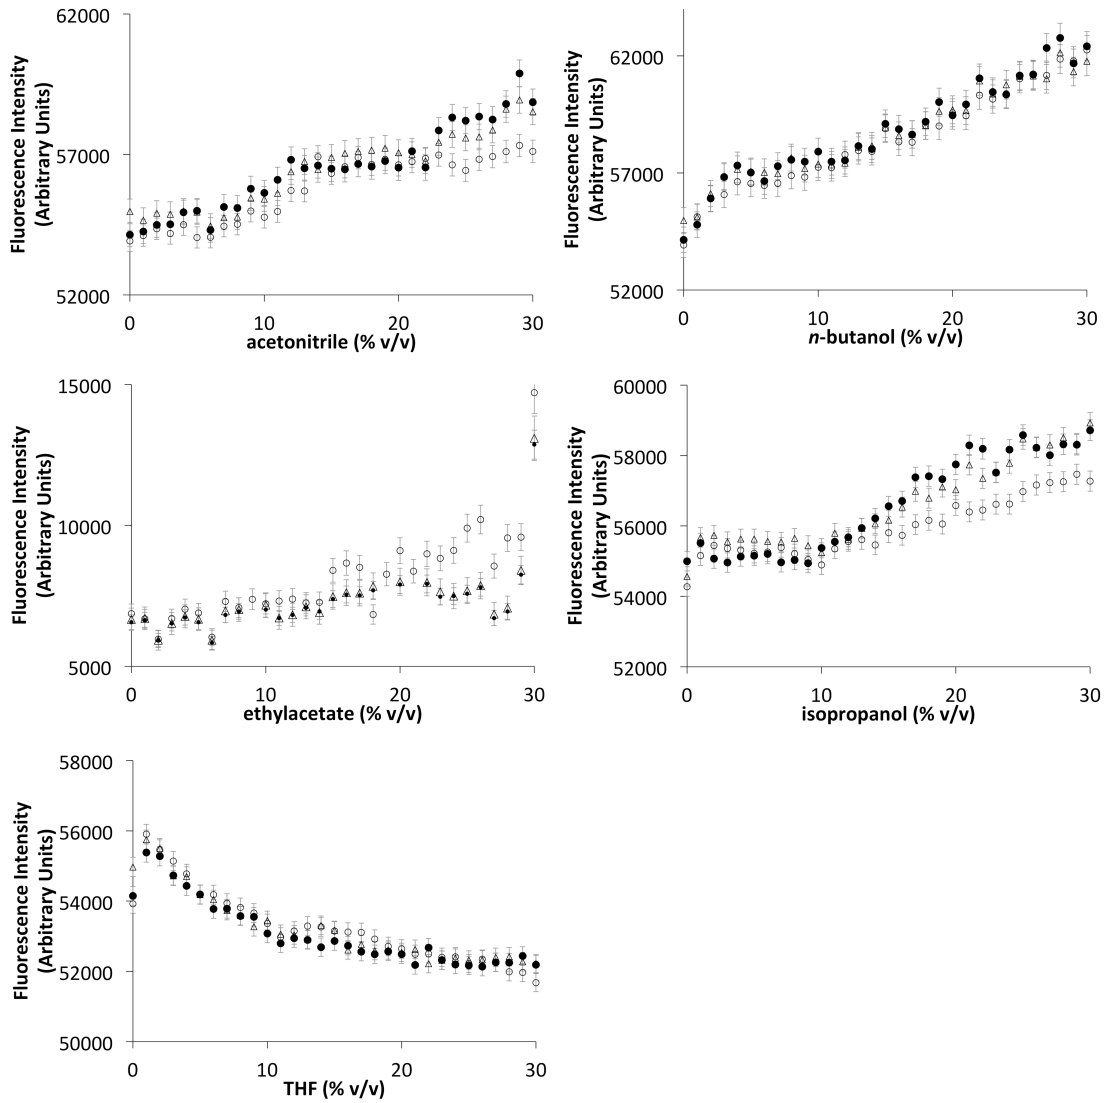 62000
57000
52000
Fluorescence Intensity
(Arbitrary Units)
0 10 20 30
acetonitrile (% v/v)
62000
57000
52000
Fluorescence Intensity
(Arbitrary Units)
0 10 20 30
n-butanol (% v/v)
15000
10000
5000
Fluorescence Intensity
(Arbitrary Units)
0 10 20 30
ethylacetate (% v/v)
60000
58000
56000
54000
52000
Fluorescence Intensity
(Arbitrary Units)
0 10 20 30
isopropanol (% v/v)
58000
56000
54000
52000
50000
Fluorescence Intensity
(Arbitrary Units)
0 10 20 30
THF (% v/v)